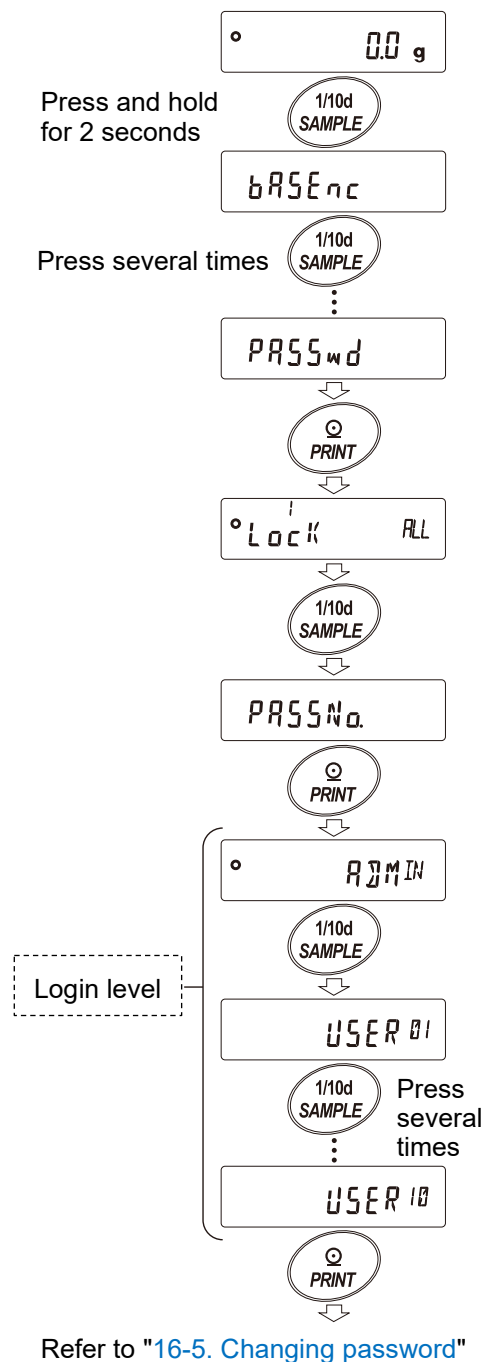 0.0 g
Press and hold
for 2 seconds
1/10d
SAMPLE
bASEnc
Press several times
1/10d
SAMPLE
PASSwd
PRINT
1
LocK ALL
1/10d
SAMPLE
PASSNo.
PRINT
ADMIN
1/10d
SAMPLE
Login level
USER 01
1/10d
SAMPLE
Press
several
times
USER 10
PRINT
Refer to "16-5. Changing password"